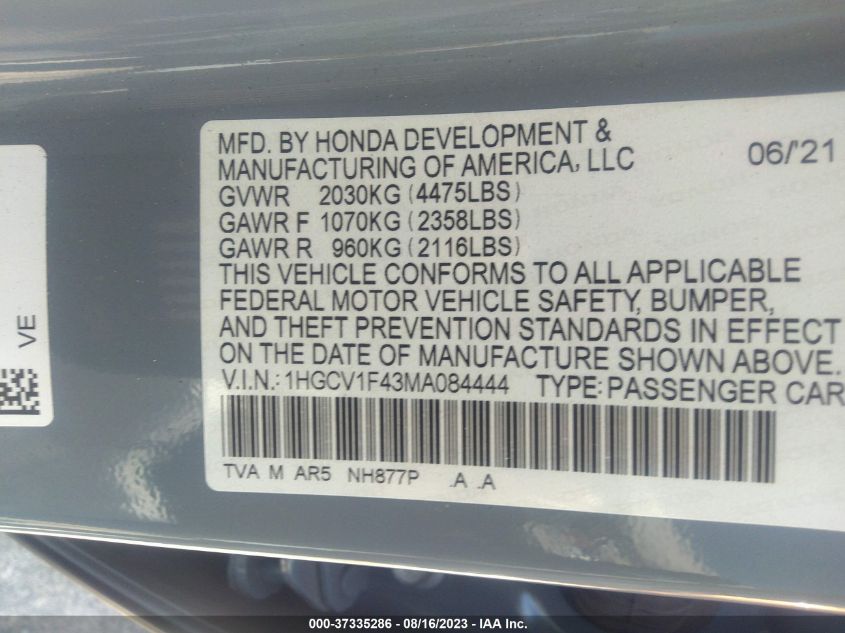 MFD. BY HONDA DEVELOPMENT &
MANUFACTURING OF AMERICA, LLC 06/'21
GVWR 2030KG (4475LBS)
GAWR F 1070KG (2358LBS)
GAWR R 960KG (2116LBS)
THIS VEHICLE CONFORMS TO ALL APPLICABLE
FEDERAL MOTOR VEHICLE SAFETY, BUMPER,
AND THEFT PREVENTION STANDARDS IN EFFECT
ON THE DATE OF MANUFACTURE SHOWN ABOVE.
V.I.N.: 1HGCV1F43MA084444 TYPE: PASSENGER CAR
TVA M AR5 NH877P .A .A
VE
000-37335286 - 08/16/2023 - IAA Inc.